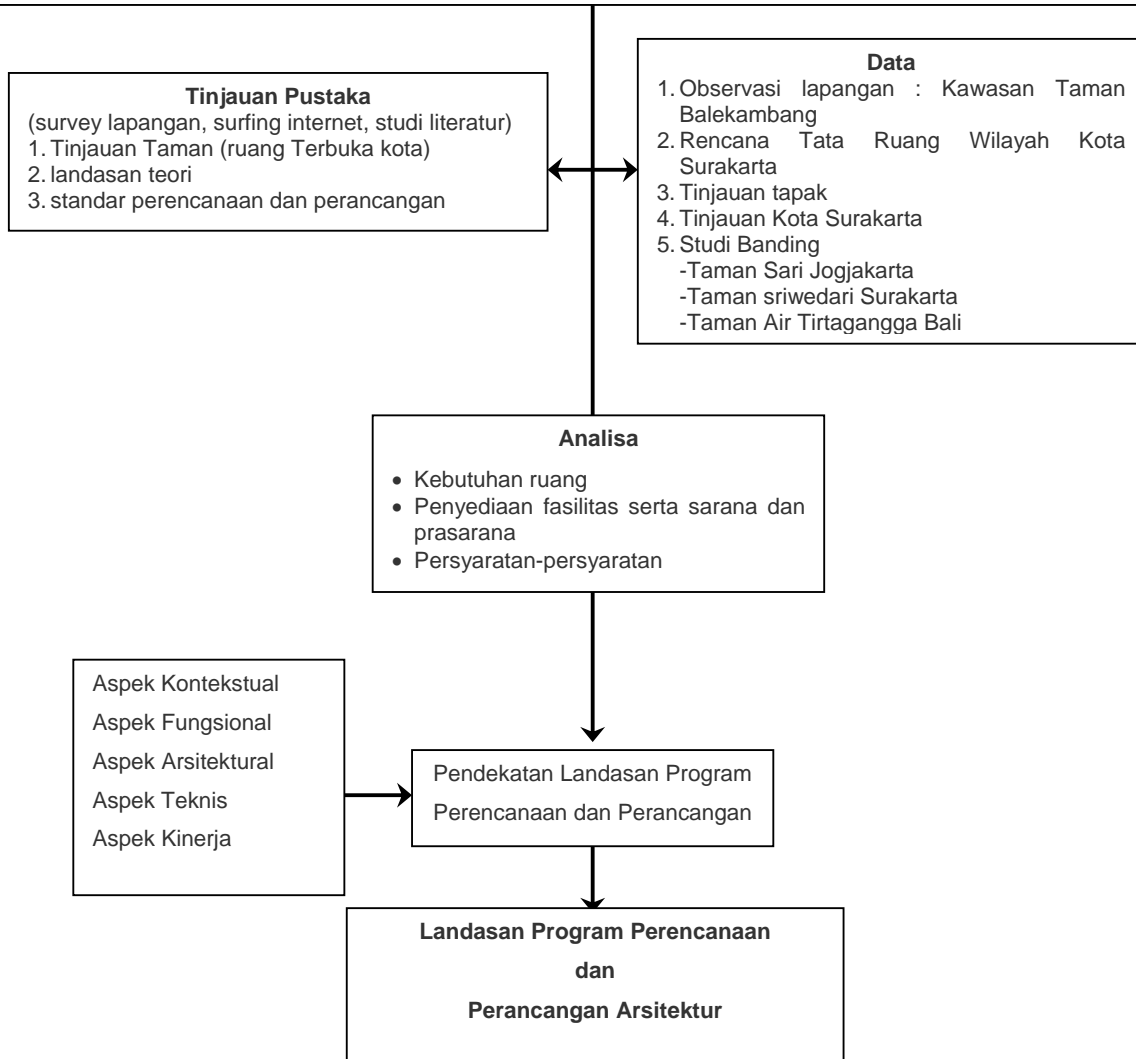 Tinjauan Pustaka
(survey lapangan, surfing internet, studi literatur)
1. Tinjauan Taman (ruang Terbuka kota)
2. landasan teori
3. standar perencanaan dan perancangan
Data
1. Observasi lapangan : Kawasan Taman
Balekambang
2. Rencana Tata Ruang Wilayah Kota
Surakarta
3. Tinjauan tapak
4. Tinjauan Kota Surakarta
5. Studi Banding
-Taman Sari Jogjakarta
-Taman sriwedari Surakarta
-Taman Air Tirtagangga Bali
Analisa
• Kebutuhan ruang
• Penyediaan fasilitas serta sarana dan
prasarana
• Persyaratan-persyaratan
Aspek Kontekstual
Aspek Fungsional
Aspek Arsitektural
Aspek Teknis
Aspek Kinerja
Pendekatan Landasan Program
Perencanaan dan Perancangan
Landasan Program Perencanaan
dan
Perancangan Arsitektur